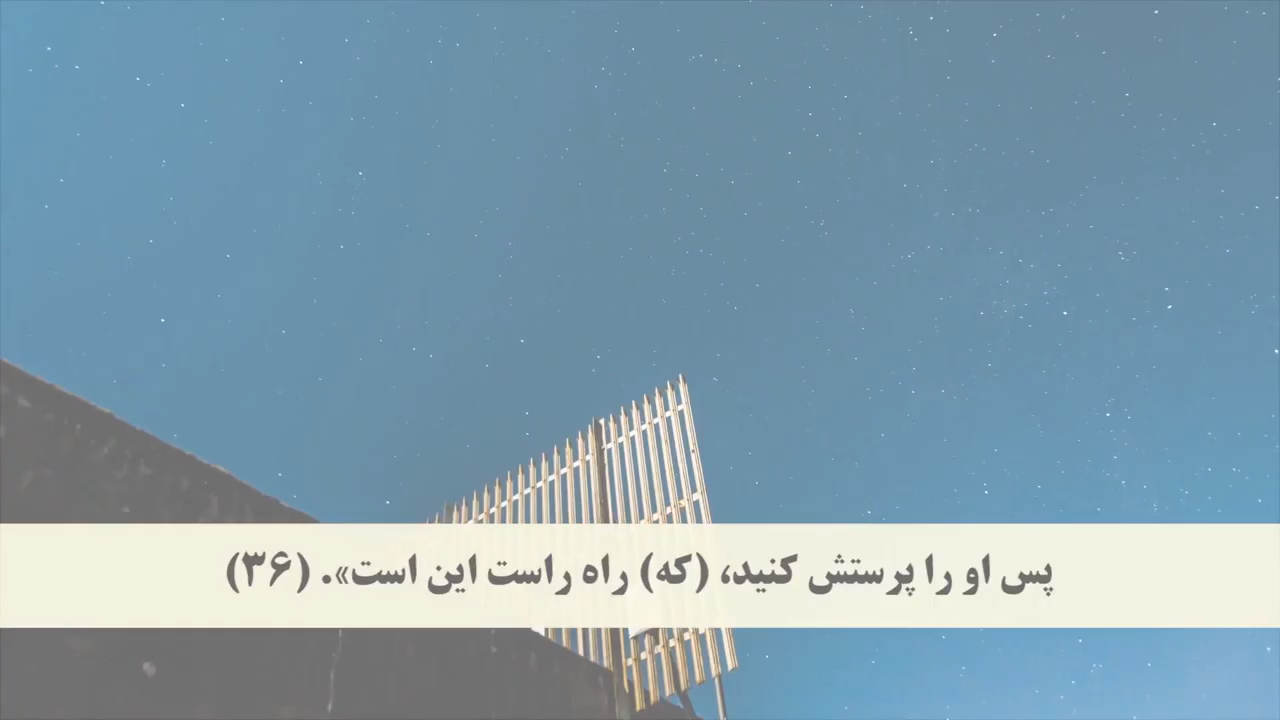 پس او را پرستش کنید، (که) راه راست این است». (۳۶)